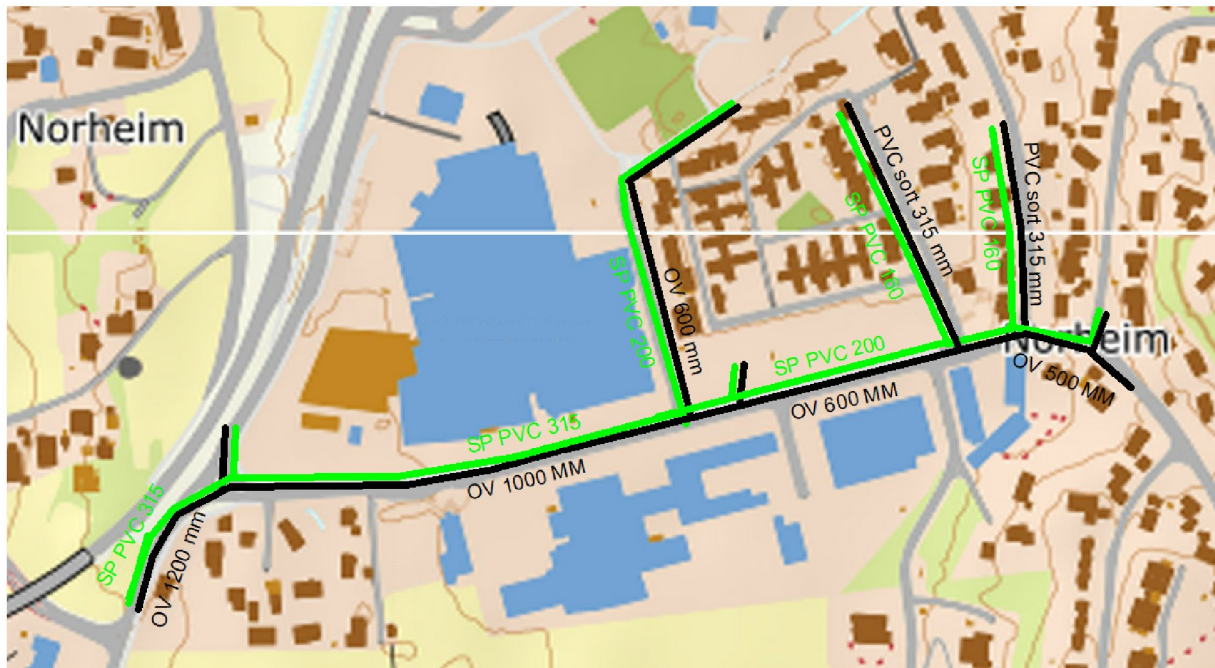 Norheim
PVC sort 315 mm
PVC sort 315 mm
SP PVC 160
SP PVC 160
SP PVC 200
OV 600 mm
Norheim
SP PVC 200
OV 500 MM
OV 600 MM
SP PVC 315
OV 1000 MM
SP PVC 315
OV 1200 mm